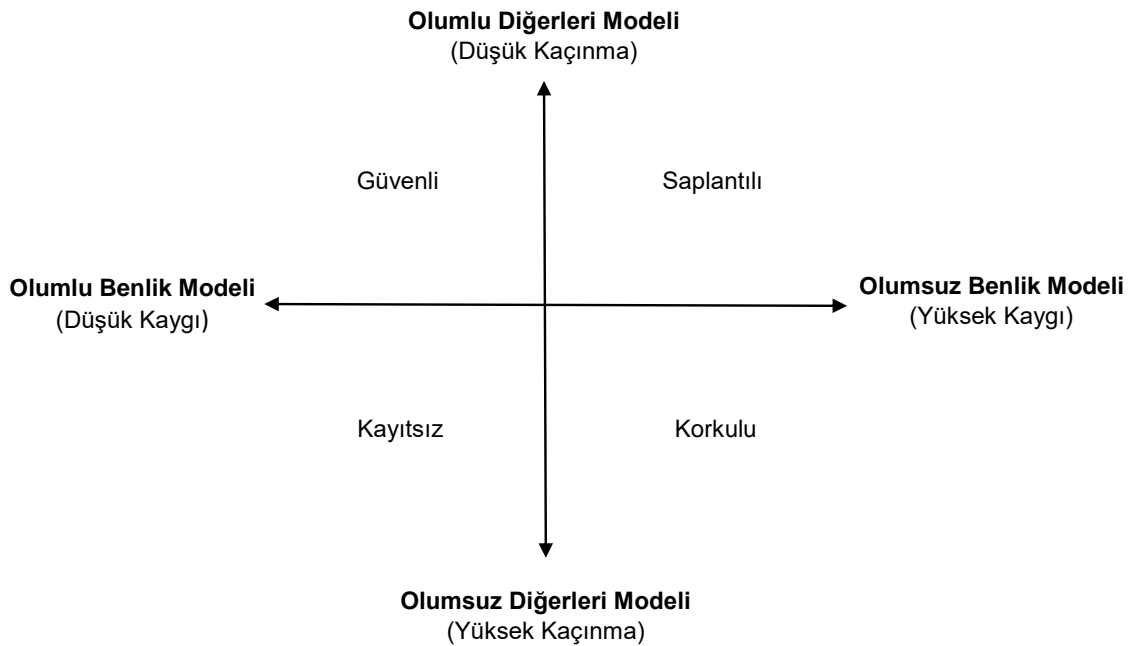 Olumlu Diğerleri Modeli
(Düşük Kaçınma)
Güvenli
Saplantılı
Olumlu Benlik Modeli
(Düşük Kaygı)
Olumsuz Benlik Modeli
(Yüksek Kaygı)
Kayıtsız
Korkulu
Olumsuz Diğerleri Modeli
(Yüksek Kaçınma)